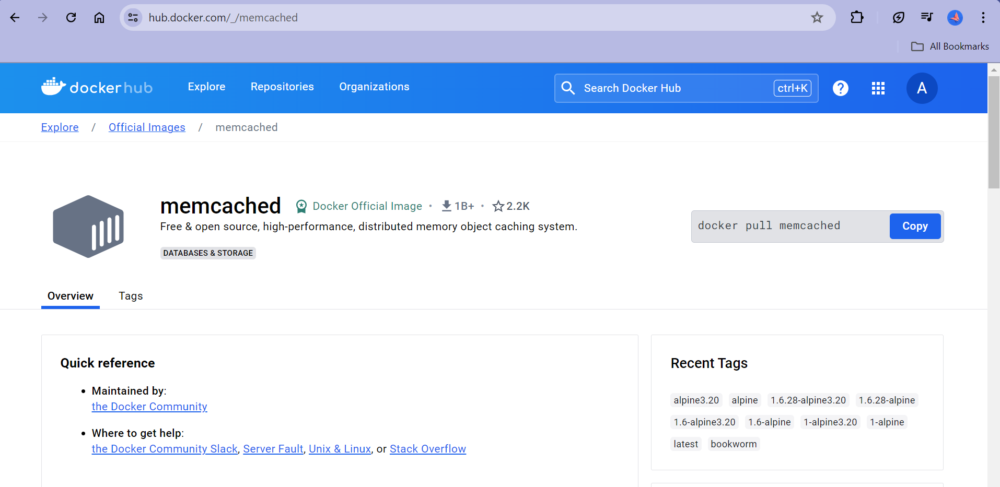 hub.docker.com/_/memcached
All Bookmarks
dockerhub Explore Repositories Organizations Search Docker Hub ctrl+K ? A
Explore / Official Images / memcached
memcached Docker Official Image • 1B+ • 2.2K
Free & open source, high-performance, distributed memory object caching system.
docker pull memcached Copy
DATABASES & STORAGE
Overview Tags
Quick reference
• Maintained by:
the Docker Community
• Where to get help:
the Docker Community Slack, Server Fault, Unix & Linux, or Stack Overflow
Recent Tags
alpine3.20 alpine 1.6.28-alpine3.20 1.6.28-alpine
1.6-alpine3.20 1.6-alpine 1-alpine3.20 1-alpine
latest bookworm